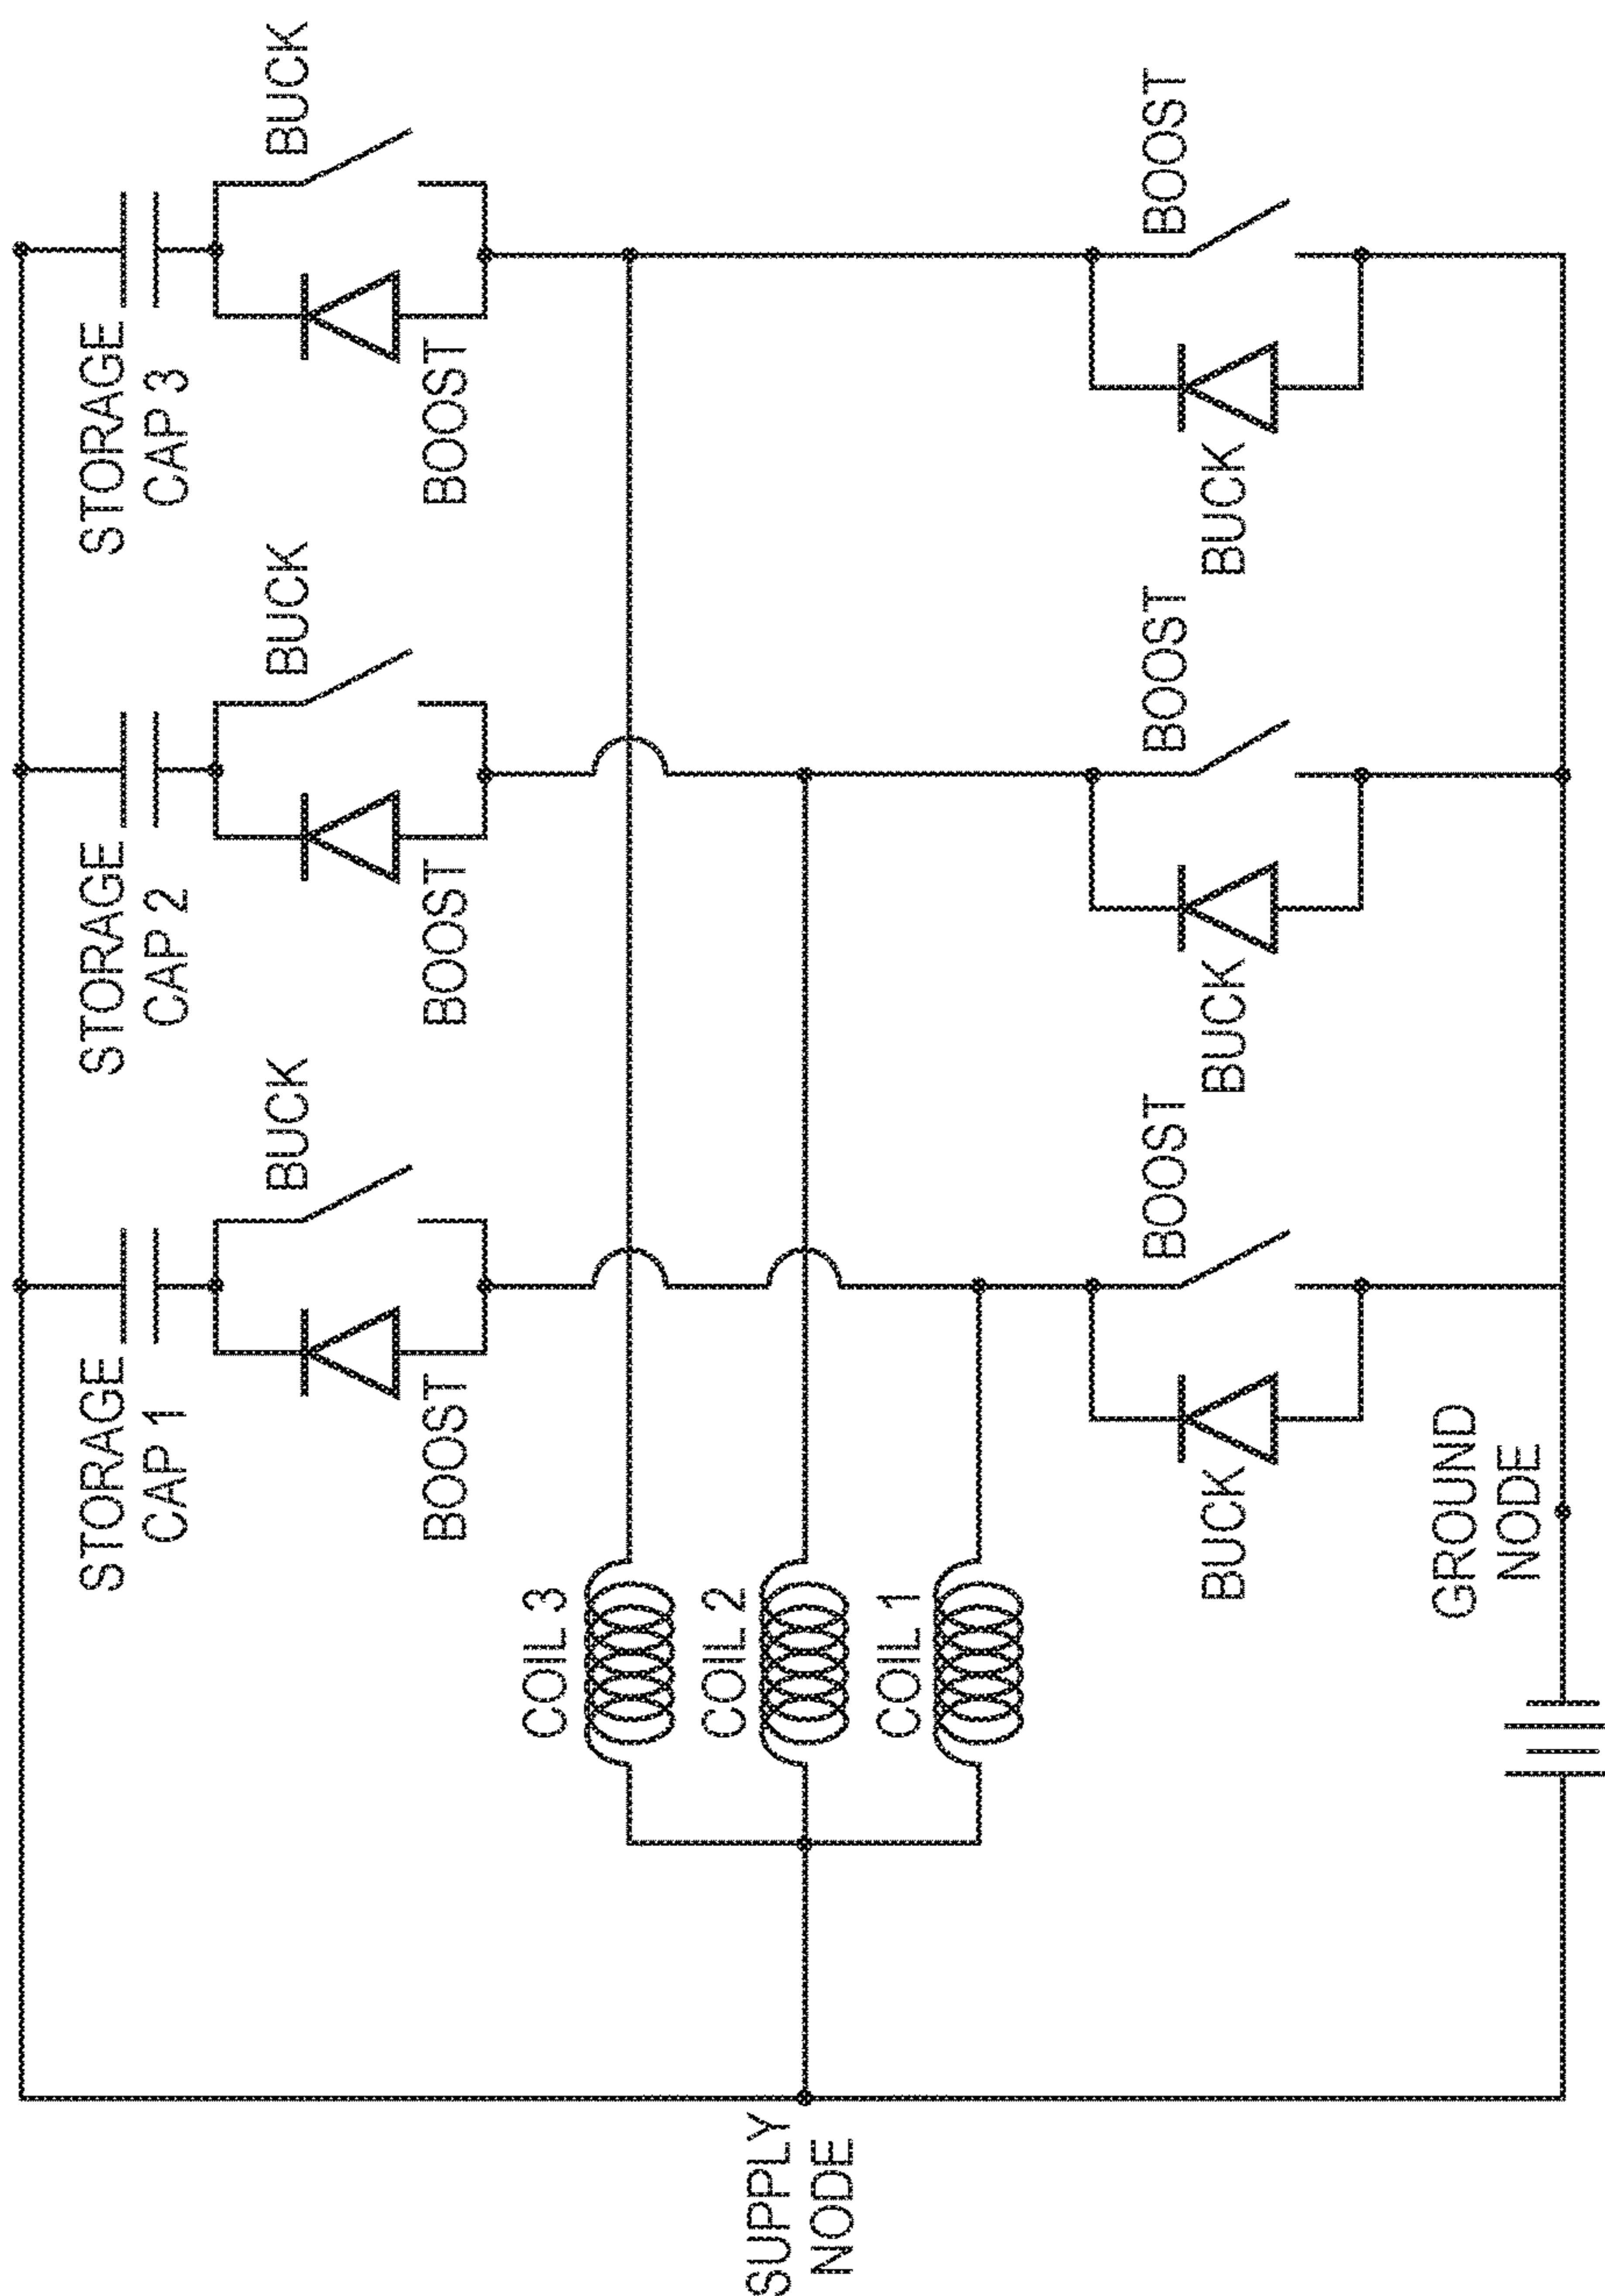 STORAGE
CAP 1
STORAGE
CAP 2
STORAGE
CAP 3
BUCK
BUCK
BUCK
BOOST
BOOST
BOOST
COIL 3
COIL 2
SUPPLY
NODE
COIL 1
BOOST
BOOST
BOOST
BUCK
BUCK
BUCK
GROUND
NODE